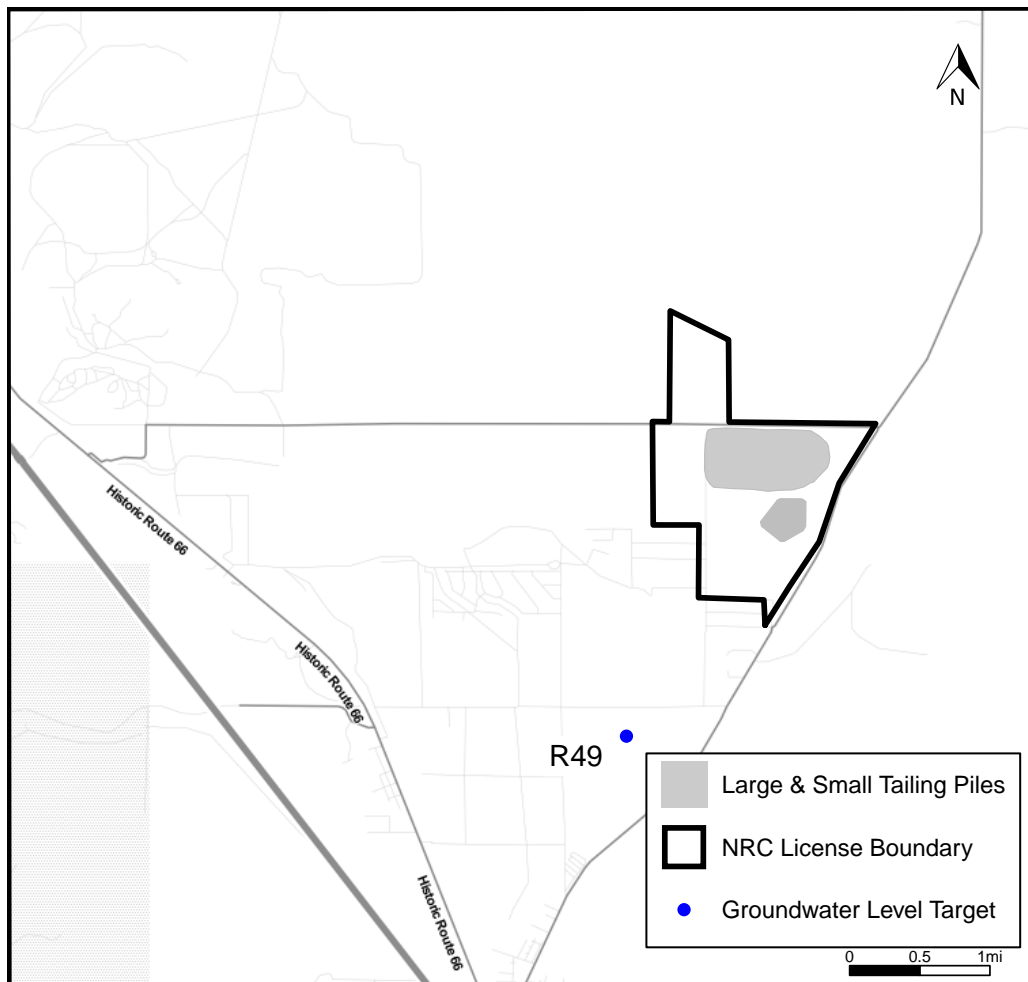 N
Historic Route 66
Historic Route 66
R49
Large & Small Tailing Piles
NRC License Boundary
Groundwater Level Target
Historic Route 66
0 0.5 1mi